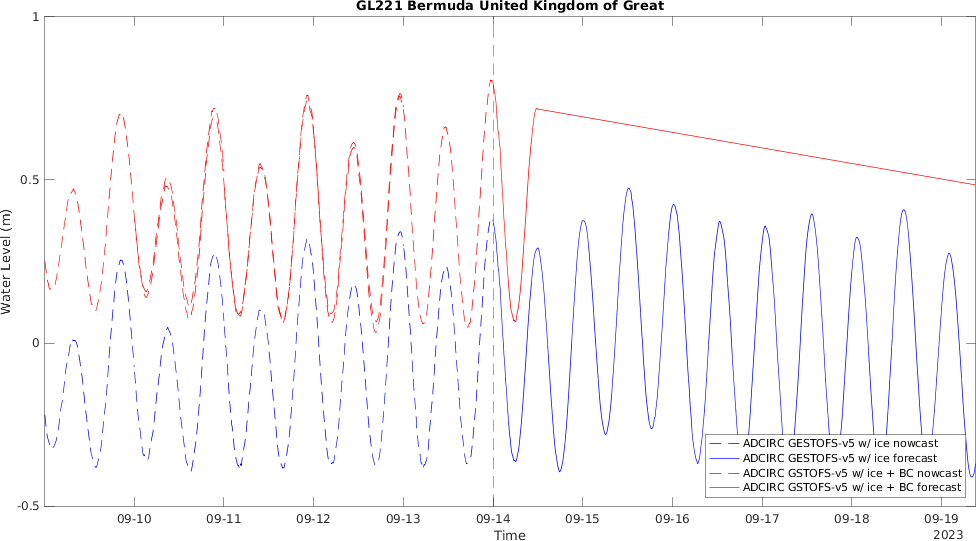 GL221 Bermuda United Kingdom of Great
1
0.5
0
-0.5
Water Level (m)
ADCIRC GESTOFS-v5 w/ ice nowcast
ADCIRC GESTOFS-v5 w/ ice forecast
ADCIRC GSTOFS-v5 w/ ice + BC nowcast
ADCIRC GSTOFS-v5 w/ ice + BC forecast
09-10 09-11 09-12 09-13 09-14 09-15 09-16 09-17 09-18 09-19
Time
2023